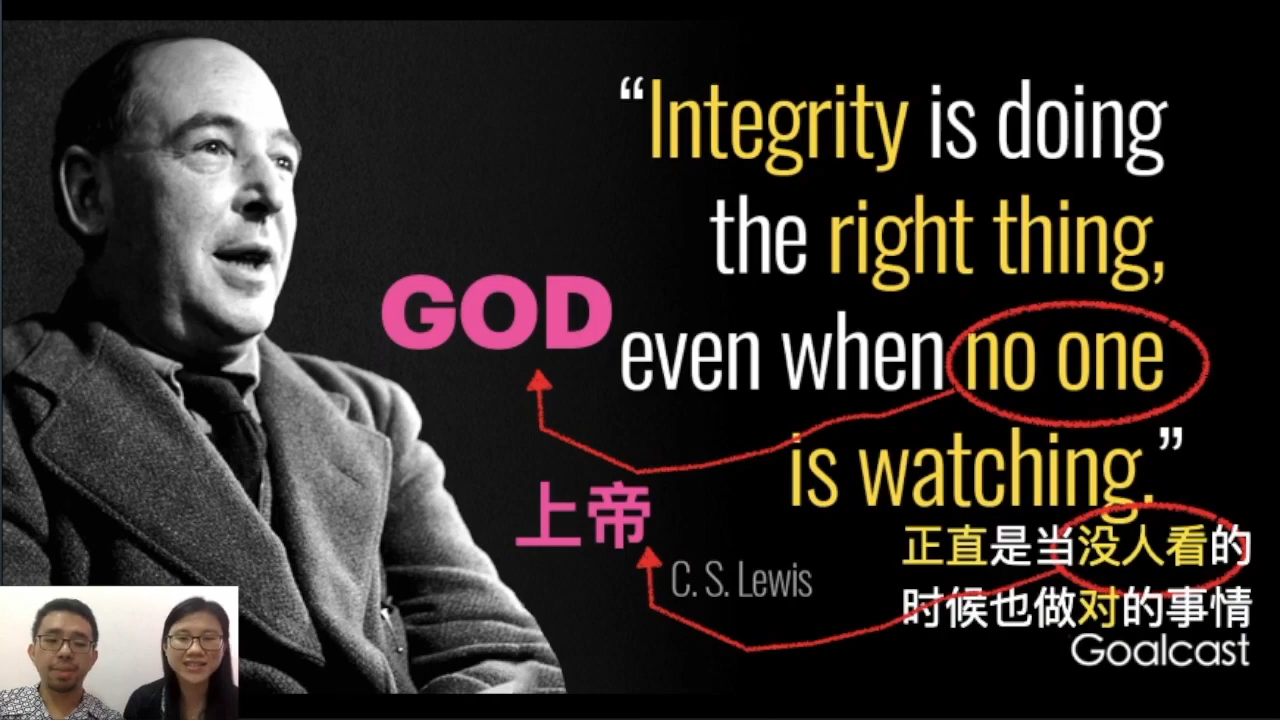 “Integrity is doing
the right thing,
GOD
even when no one
is watching.”
上帝
正直是当没人看的
C. S. Lewis
时候也做对的事情
Goalcast